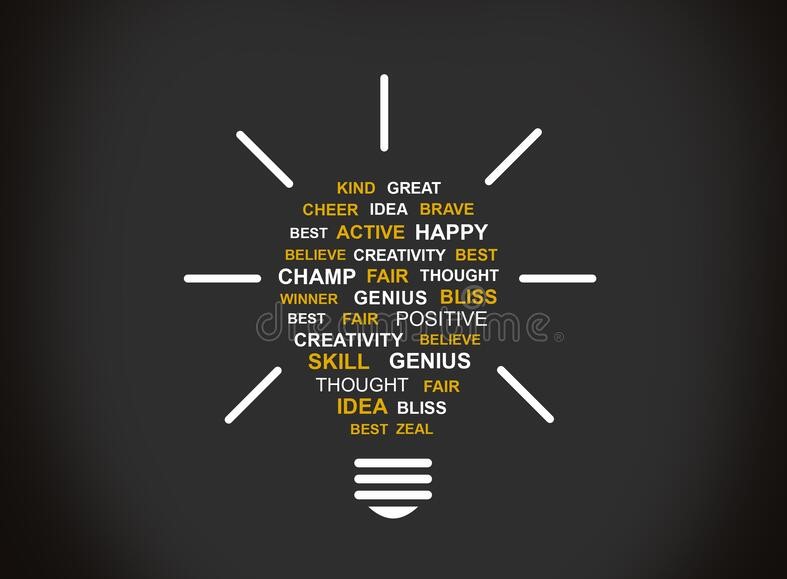 KIND GREAT
CHEER IDEA BRAVE
BEST ACTIVE HAPPY
BELIEVE CREATIVITY BEST
CHAMP FAIR THOUGHT
WINNER GENIUS BLISS
BEST FAIR POSITIVE
dreamstime®
CREATIVITY BELIEVE
SKILL GENIUS
THOUGHT FAIR
IDEA BLISS
BEST ZEAL